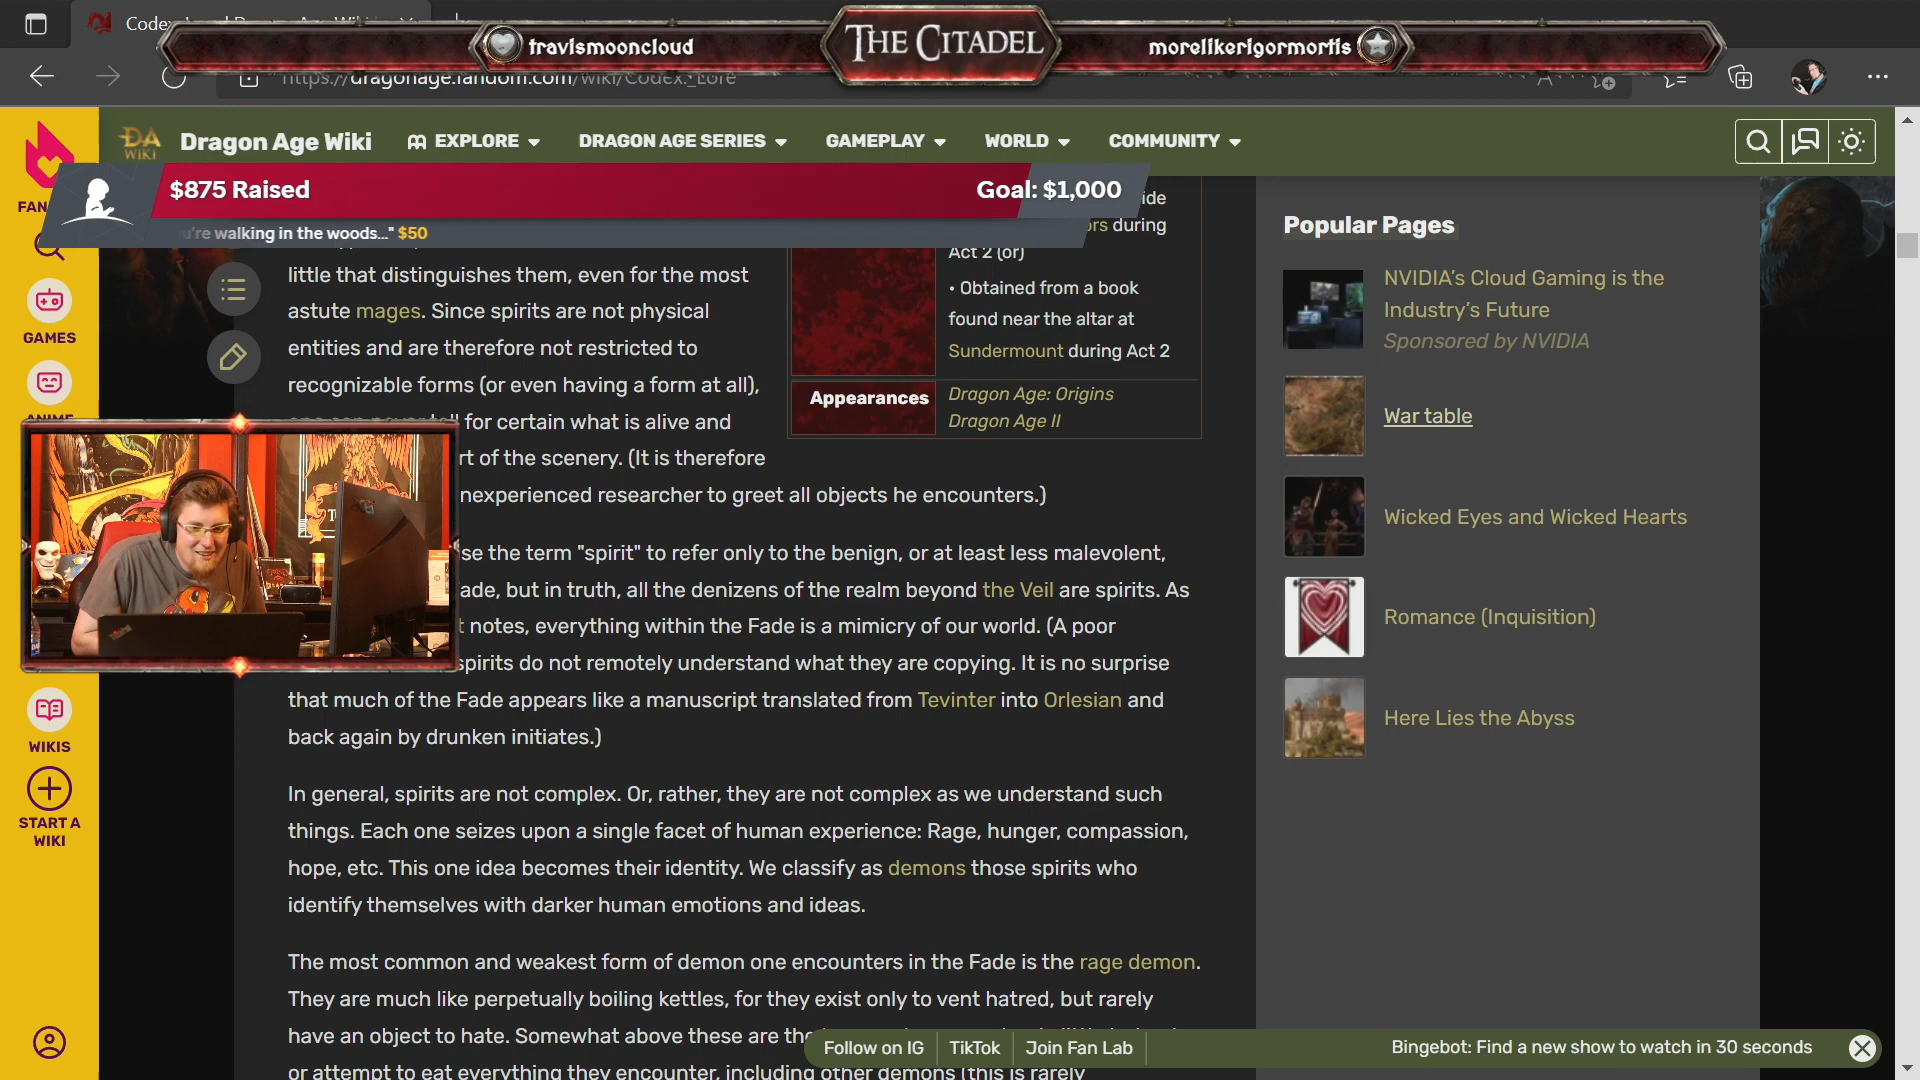 travismooncloud
THE CITADEL
morelikerigormortis
https://dragonage.fandom.com/wiki/Codex:_Lore
DA
WIKI
Dragon Age Wiki
EXPLORE
DRAGON AGE SERIES
GAMEPLAY
WORLD
COMMUNITY
$875 Raised
Goal: $1,000
're walking in the woods..." $50
during
Act 2 (or)
little that distinguishes them, even for the most
astute mages. Since spirits are not physical
entities and are therefore not restricted to
recognizable forms (or even having a form at all),
for certain what is alive and
of the scenery. (It is therefore
nexperienced researcher to greet all objects he encounters.)
• Obtained from a book
found near the altar at
Sundermount during Act 2
Appearances
Dragon Age: Origins
Dragon Age II
se the term "spirit" to refer only to the benign, or at least less malevolent,
ade, but in truth, all the denizens of the realm beyond the Veil are spirits. As
notes, everything within the Fade is a mimicry of our world. (A poor
spirits do not remotely understand what they are copying. It is no surprise
that much of the Fade appears like a manuscript translated from Tevinter into Orlesian and
back again by drunken initiates.)
In general, spirits are not complex. Or, rather, they are not complex as we understand such
things. Each one seizes upon a single facet of human experience: Rage, hunger, compassion,
hope, etc. This one idea becomes their identity. We classify as demons those spirits who
identify themselves with darker human emotions and ideas.
The most common and weakest form of demon one encounters in the Fade is the rage demon.
They are much like perpetually boiling kettles, for they exist only to vent hatred, but rarely
have an object to hate. Somewhat above these are the
or attempt to eat everything they encounter, including other demons (this is rarely
Popular Pages
NVIDIA's Cloud Gaming is the
Industry's Future
Sponsored by NVIDIA
War table
Wicked Eyes and Wicked Hearts
Romance (Inquisition)
Here Lies the Abyss
GAMES
ANIME
WIKIS
START A
WIKI
Follow on IG
TikTok
Join Fan Lab
Bingebot: Find a new show to watch in 30 seconds